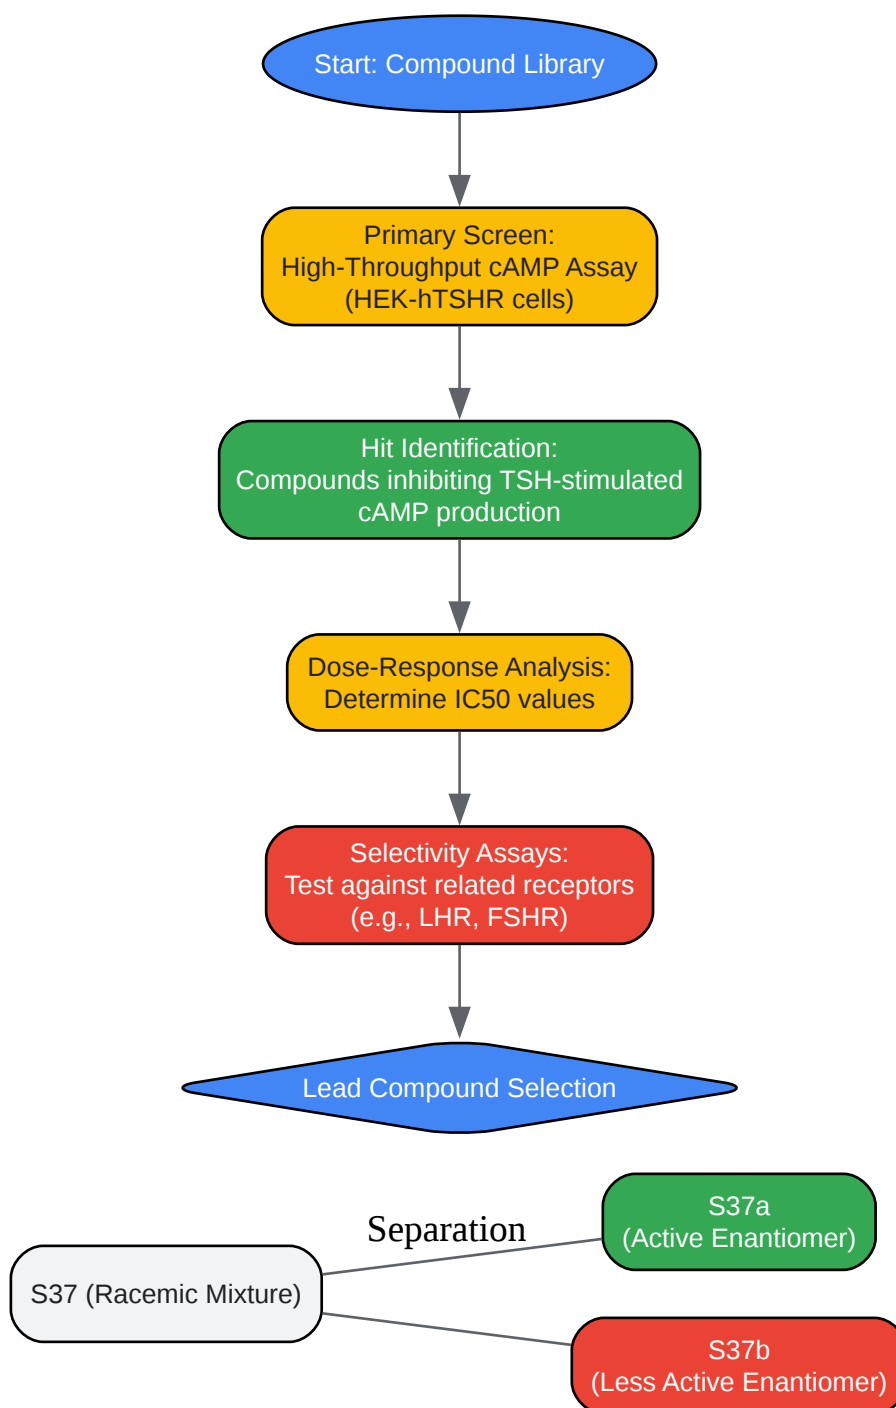 Start: Compound Library
Primary Screen:
High-Throughput cAMP Assay
(HEK-hTSHR cells)
Hit Identification:
Compounds inhibiting TSH-stimulated
cAMP production
Dose-Response Analysis:
Determine IC50 values
Selectivity Assays:
Test against related receptors
(e.g., LHR, FSHR)
Lead Compound Selection
S37 (Racemic Mixture)
Separation
S37a
(Active Enantiomer)
S37b
(Less Active Enantiomer)